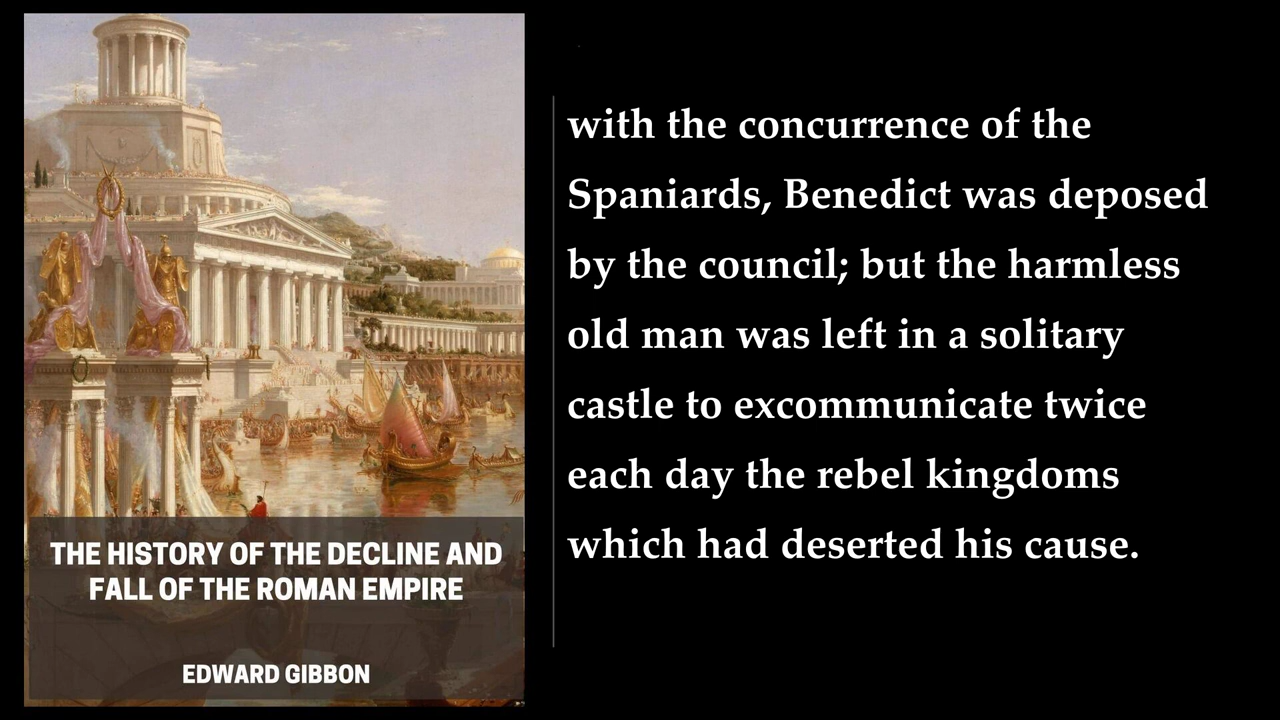 THE HISTORY OF THE DECLINE AND
FALL OF THE ROMAN EMPIRE
EDWARD GIBBON
with the concurrence of the
Spaniards, Benedict was deposed
by the council; but the harmless
old man was left in a solitary
castle to excommunicate twice
each day the rebel kingdoms
which had deserted his cause.